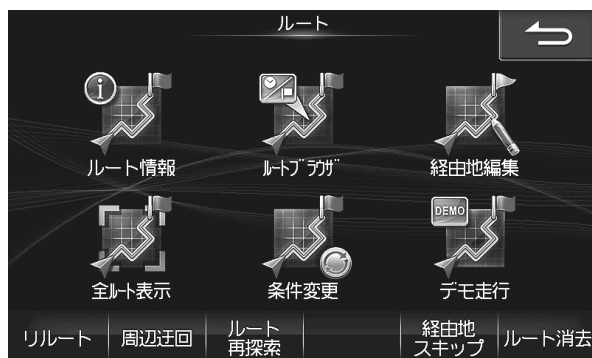 ルート
ルート情報
ルートブラウザ
経由地編集
DEMO
全ルート表示
条件変更
デモ走行
リルート
周辺迂回
ルート
再探索
経由地
スキップ
ルート消去